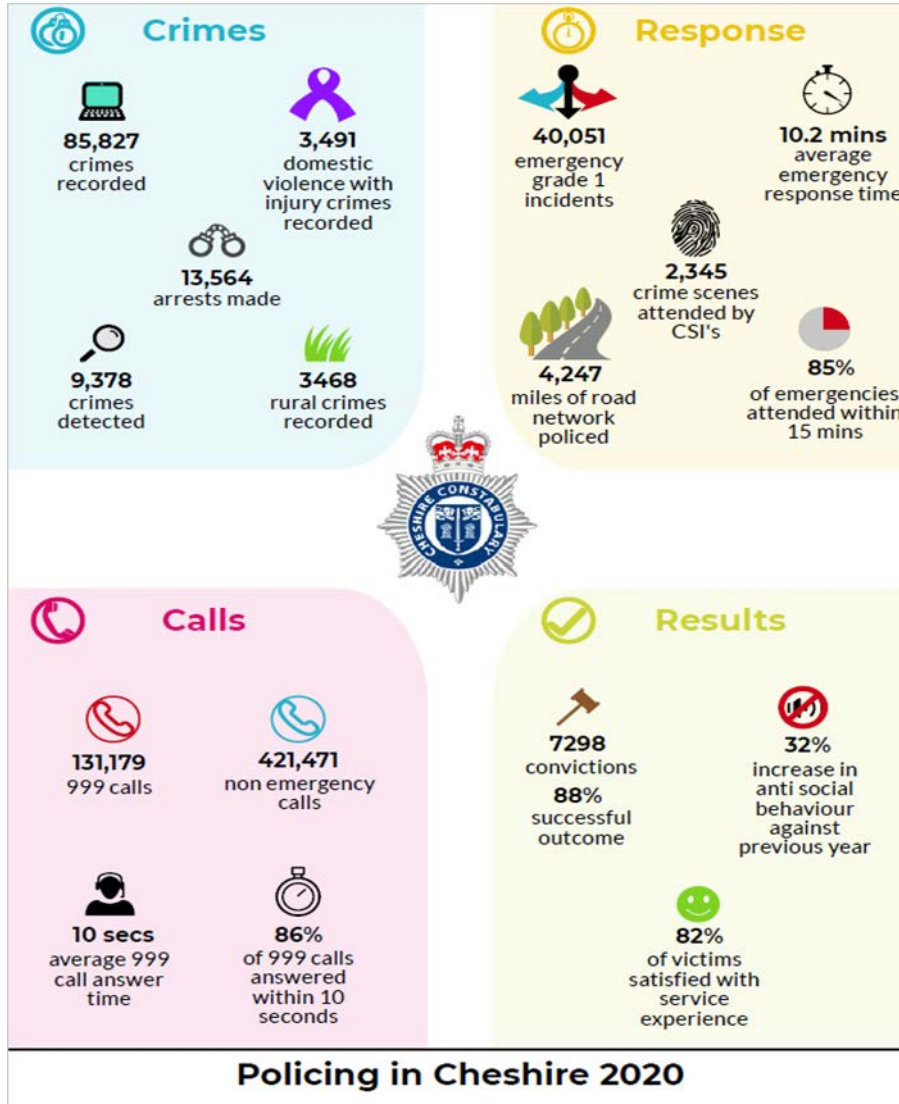 Crimes
85,827
crimes
recorded
3,491
domestic
violence with
injury crimes
recorded
13,564
arrests made
9,378
crimes
detected
3468
rural crimes
recorded
Response
40,051
emergency
grade 1
incidents
10.2 mins
average
emergency
response time
2,345
crime scenes
attended by
CSI's
4,247
miles of road
network
policed
85%
of emergencies
attended within
15 mins
CHESHIRE CONSTABULARY
Calls
131,179
999 calls
421,471
non emergency
calls
10 secs
average 999
call answer
time
86%
of 999 calls
answered
within 10
seconds
Results
7298
convictions
88%
successful
outcome
32%
increase in
anti social
behaviour
against
previous year
82%
of victims
satisfied with
service
experience
Policing in Cheshire 2020